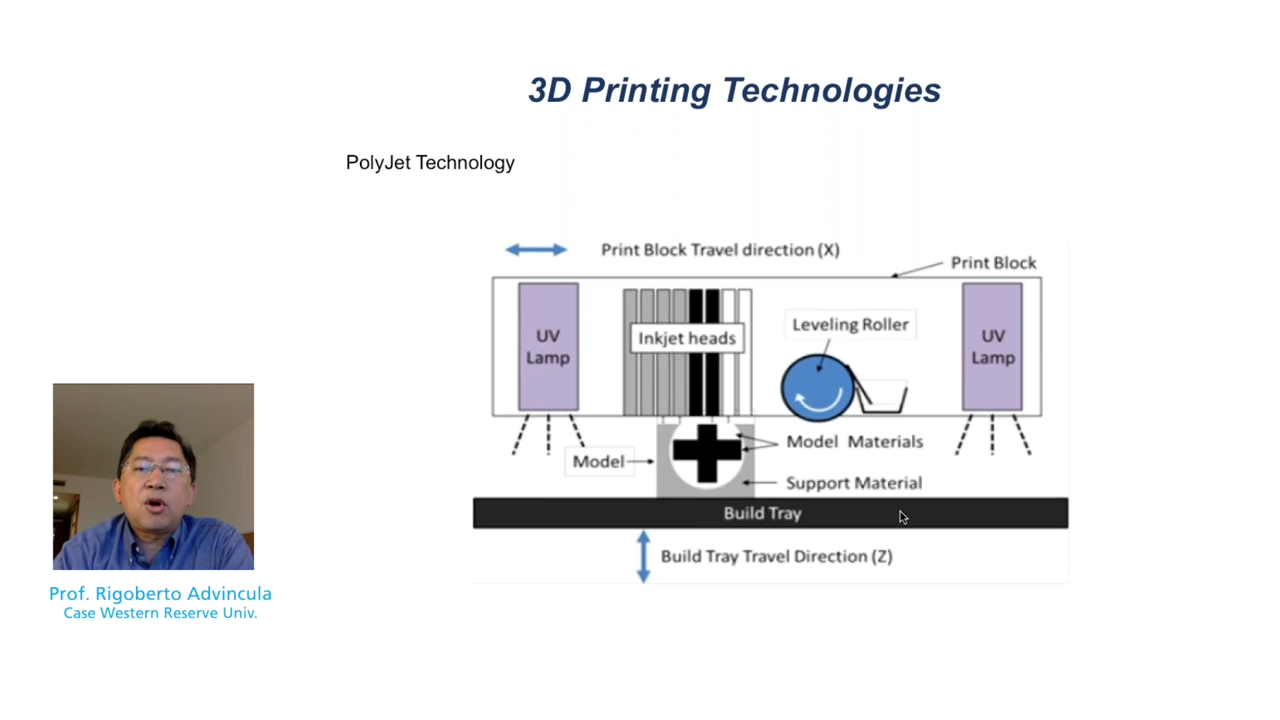 3D Printing Technologies
PolyJet Technology
Print Block Travel direction (X)
Print Block
UV
Lamp
Inkjet heads
Leveling Roller
UV
Lamp
Model
Model Materials
Support Material
Build Tray
Build Tray Travel Direction (Z)
Prof. Rigoberto Advincula
Case Western Reserve Univ.